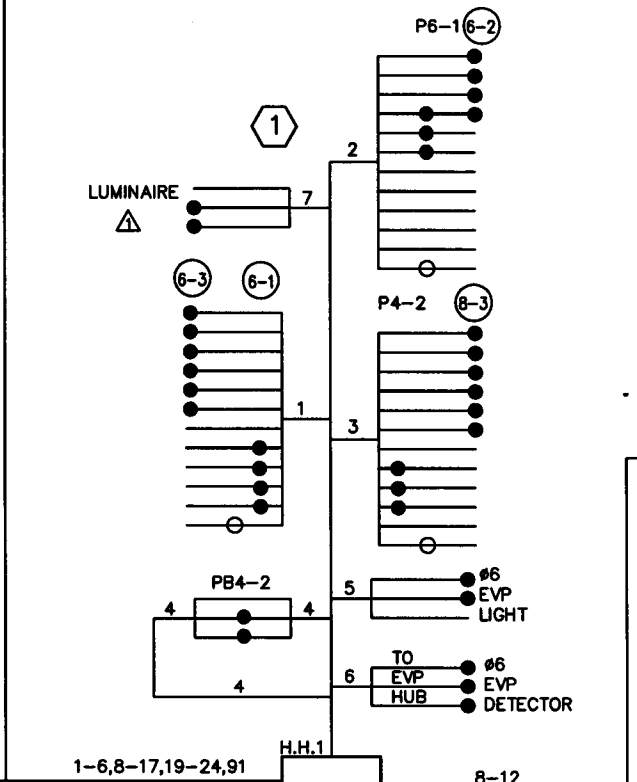 P6-1 6-2
1
2
LUMINAIRE
7
1
6-3 6-1
P4-2 8-3
1
3
PB4-2
4 4
4
5
ø6
EVP
LIGHT
6
TO
EVP
HUB
ø6
EVP
DETECTOR
H.H.1
1-6,8-17,19-24,91
8-12